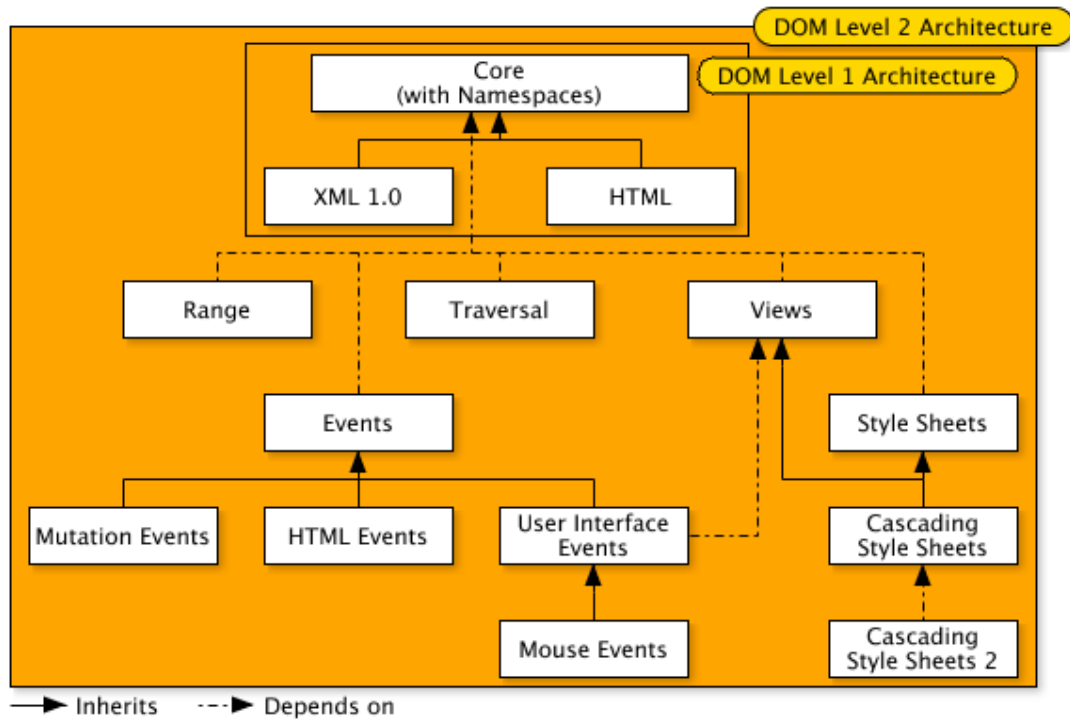 DOM Level 2 Architecture
DOM Level 1 Architecture
Core
(with Namespaces)
XML 1.0
HTML
Range
Traversal
Views
Events
Style Sheets
Mutation Events
HTML Events
User Interface
Events
Cascading
Style Sheets
Mouse Events
Cascading
Style Sheets 2
Inherits
Depends on